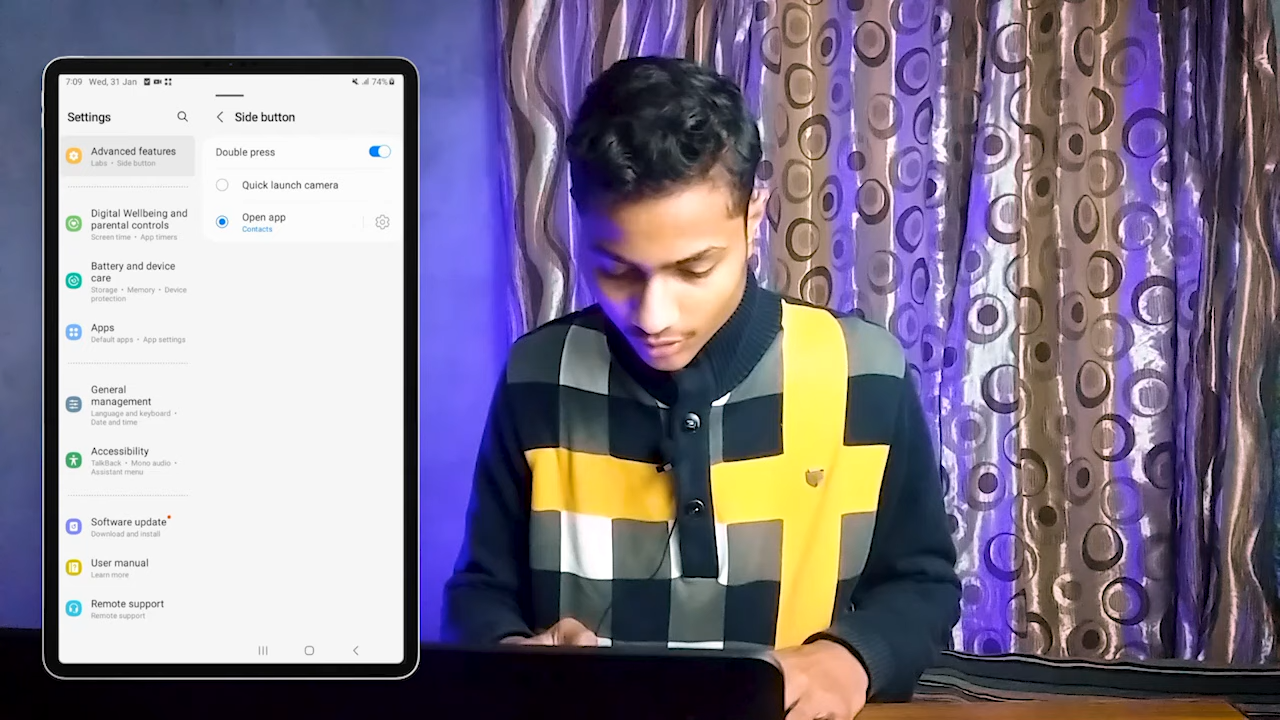 7:09 Wed, 31 Jan
74%
Settings
Side button
Advanced features
Labs • Side button
Double press
Quick launch camera
Open app
Contacts
Digital Wellbeing and
parental controls
Screen time • App timers
Battery and device
care
Storage • Memory • Device
protection
Apps
Default apps • App settings
General
management
Language and keyboard •
Date and time
Accessibility
TalkBack • Mono audio •
Assistant menu
Software update
Download and install
User manual
Learn more
Remote support
Remote support